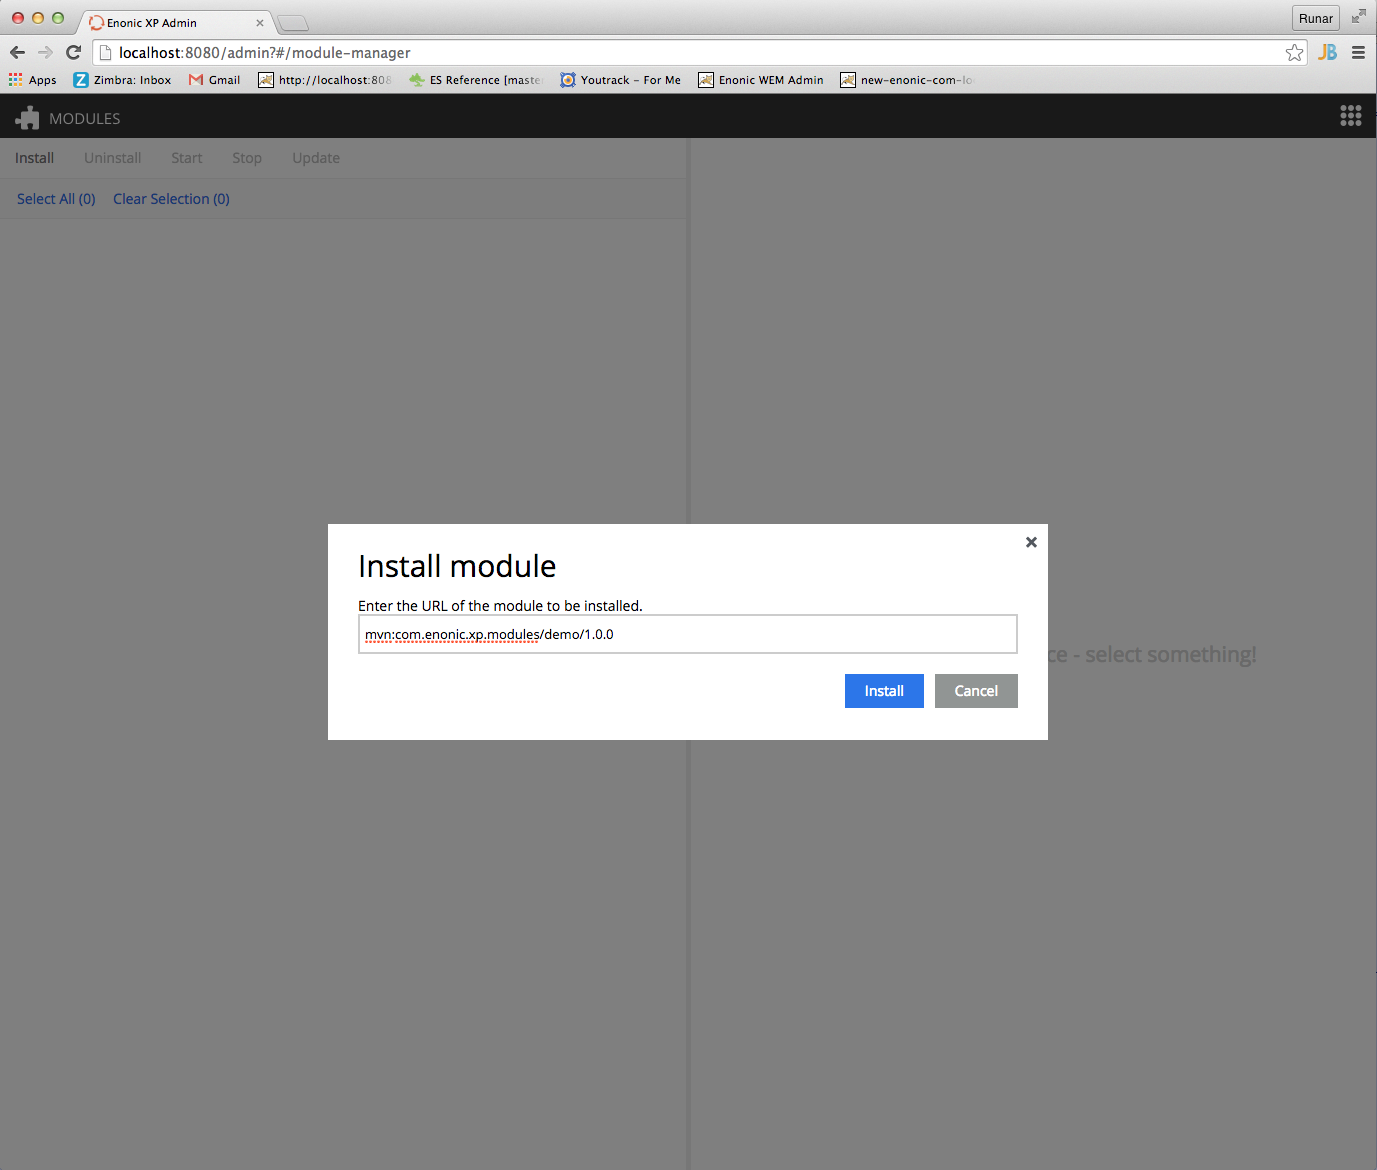 Enonic XP Admin
Runar
localhost:8080/admin?#/module-manager
Apps Zimbra: Inbox Gmail http://localhost:808 ES Reference [maste Youtrack – For Me Enonic WEM Admin new-enonic-com-lo
MODULES
Install Uninstall Start Stop Update
Select All (0) Clear Selection (0)
Install module
Enter the URL of the module to be installed.
mvn:com.enonic.xp.modules/demo/1.0.0
- select something!
Install Cancel